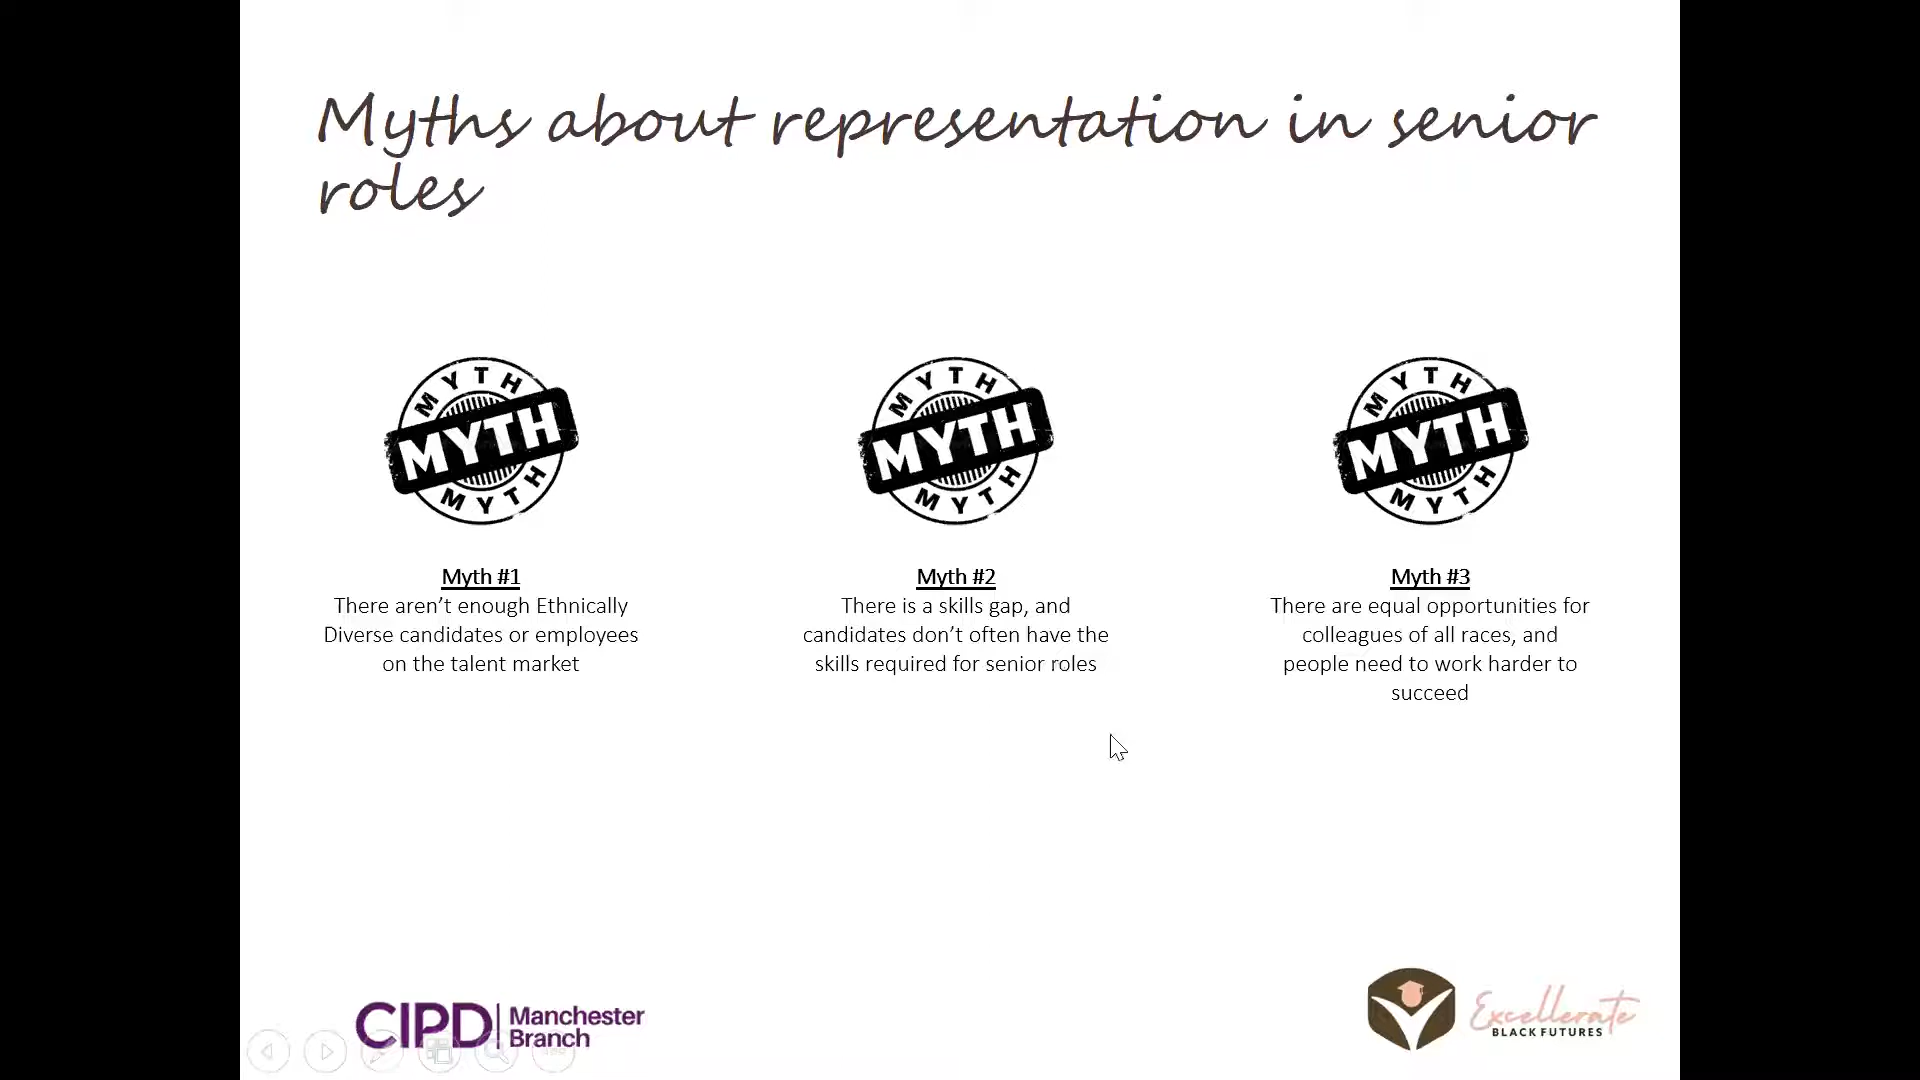 Myths about representation in senior
roles
MYTH
MYTH
MYTH
MYTH
MYTH
MYTH
MYTH
MYTH
MYTH
Myth #1
There aren’t enough Ethnically
Diverse candidates or employees
on the talent market
Myth #2
There is a skills gap, and
candidates don’t often have the
skills required for senior roles
Myth #3
There are equal opportunities for
colleagues of all races, and
people need to work harder to
succeed
CIPD
Manchester
Branch
Excellerate
BLACK FUTURES